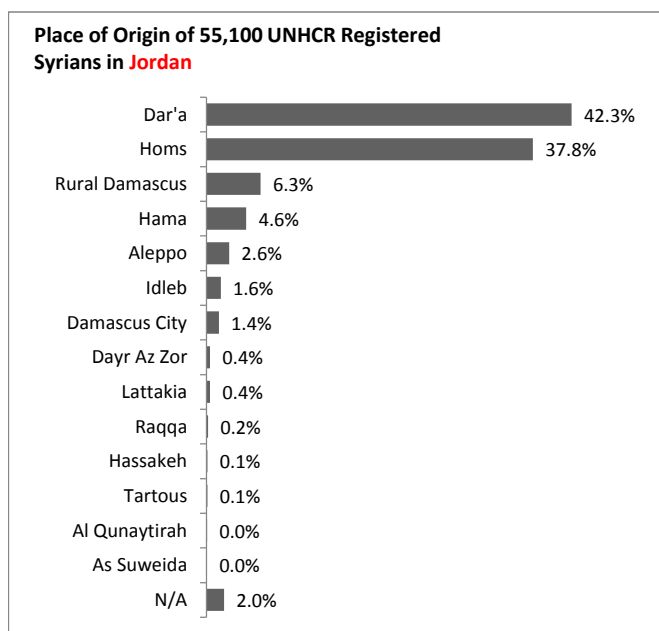 Place of Origin of 55,100 UNHCR Registered
Syrians in Jordan
Dar'a 42.3%
Homs 37.8%
Rural Damascus 6.3%
Hama 4.6%
Aleppo 2.6%
Idleb 1.6%
Damascus City 1.4%
Dayr Az Zor 0.4%
Lattakia 0.4%
Raqqa 0.2%
Hassakeh 0.1%
Tartous 0.1%
Al Qunaytirah 0.0%
As Suweida 0.0%
N/A 2.0%